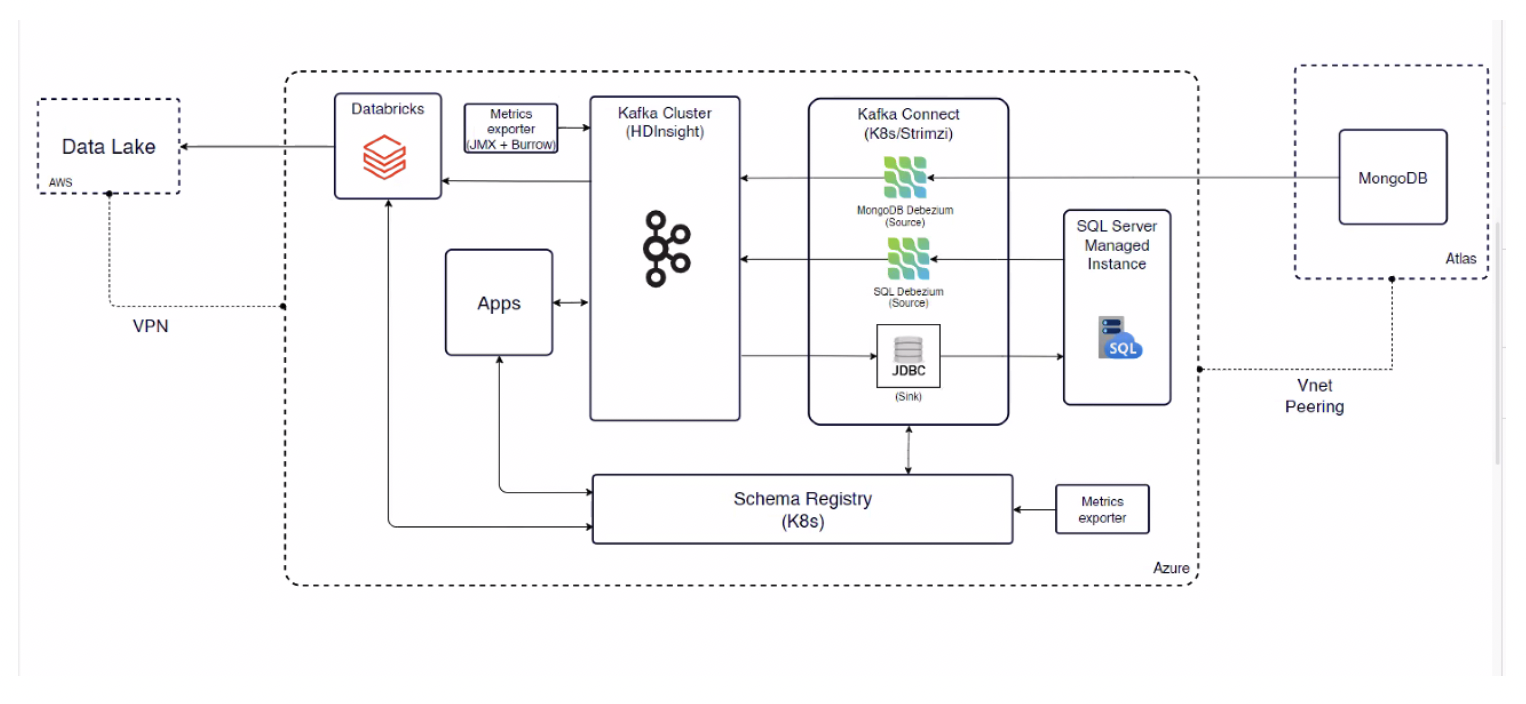 Databricks
Metrics
exporter
(JMX + Burrow)
Kafka Cluster
(HDInsight)
Kafka Connect
(K8s/Strimzi)
Data Lake
AWS
MongoDB Debezium
(Source)
MongoDB
SQL Server
Managed
Instance
Atlas
SQL Debezium
(Source)
Apps
VPN
SQL
JDBC
(Sink)
Vnet
Peering
Schema Registry
(K8s)
Metrics
exporter
Azure